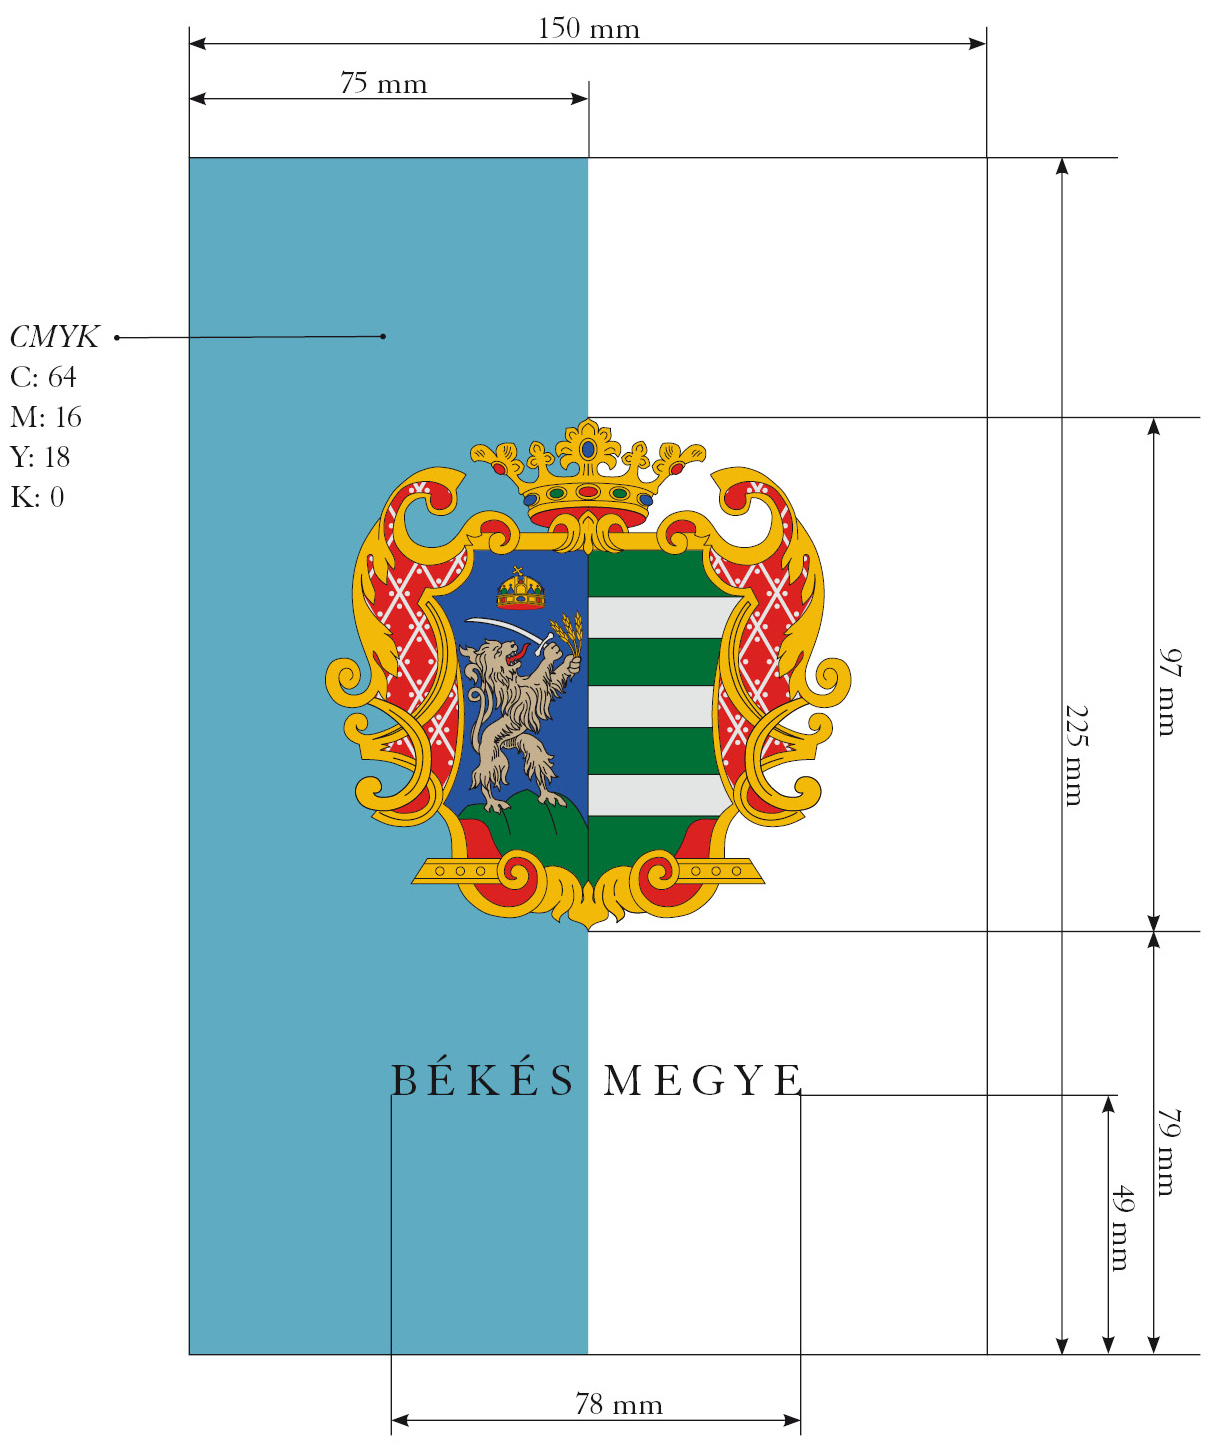 150 mm
75 mm
CMYK
C: 64
M: 16
Y: 18
K: 0
97 mm
225 mm
BÉKÉS MEGYE
79 mm
49 mm
78 mm